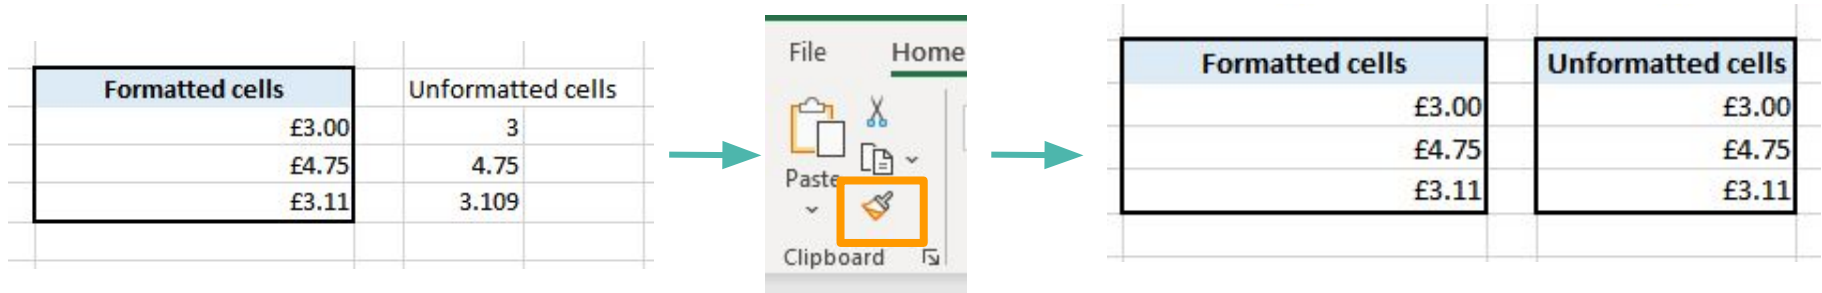 Formatted cells Unformatted cells
£3.00 3
£4.75 4.75
£3.11 3.109
File Home
Paste
Clipboard
Formatted cells Unformatted cells
£3.00 £3.00
£4.75 £4.75
£3.11 £3.11